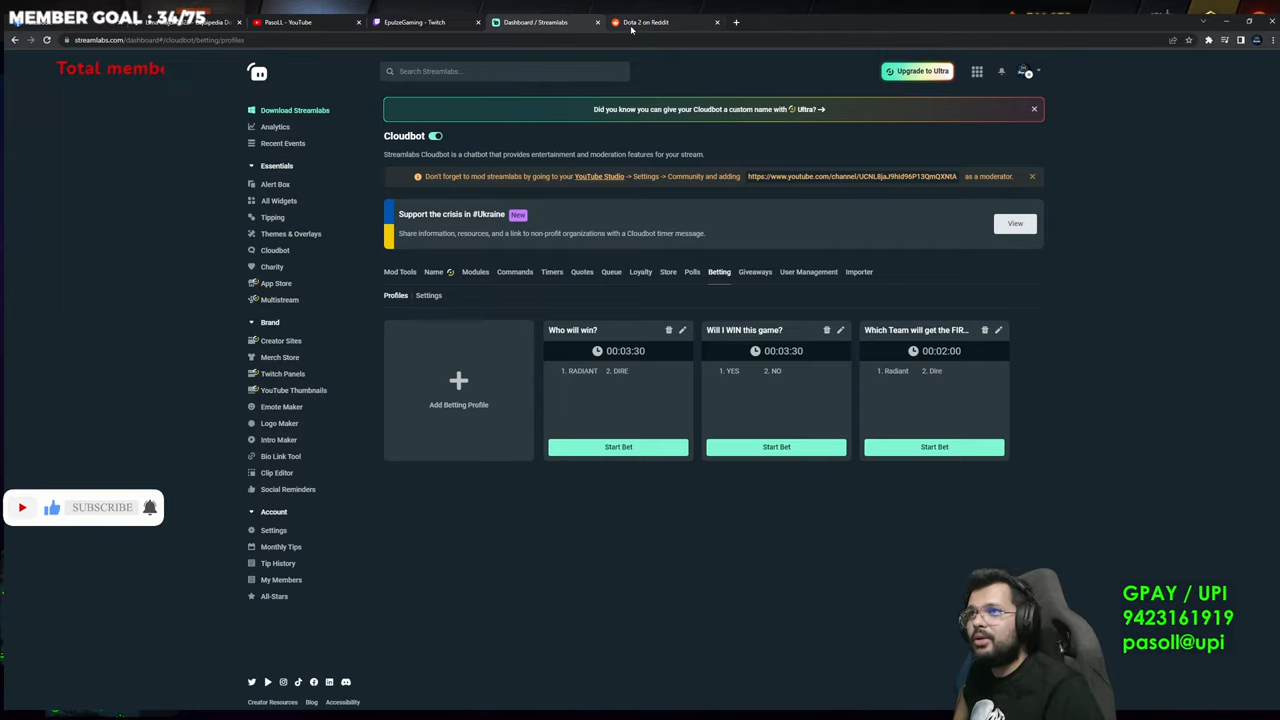 MEMBER GOAL : 34/75
PasoLL - YouTube
EpulzeGaming - Twitch
Dashboard / Streamlabs
Dota 2 on Reddit
streamlabs.com/dashboard#/cloudbot/betting/profiles
Total memb
Search Streamlabs...
Upgrade to Ultra
Did you know you can give your Cloudbot a custom name with Ultra? →
Download Streamlabs
Analytics
Recent Events
Essentials
Alert Box
All Widgets
Tipping
Themes & Overlays
Cloudbot
Charity
App Store
Multistream
Brand
Creator Sites
Merch Store
Twitch Panels
YouTube Thumbnails
Emote Maker
Logo Maker
Intro Maker
Bio Link Tool
Clip Editor
Social Reminders
Account
Settings
Monthly Tips
Tip History
My Members
All-Stars
Creator Resources Blog Accessibility
Cloudbot
Streamlabs Cloudbot is a chatbot that provides entertainment and moderation features for your stream.
Don't forget to mod streamlabs by going to your YouTube Studio -> Settings -> Community and adding https://www.youtube.com/channel/UCNL8jaJ9hId96P13QmQXNtA as a moderator.
Support the crisis in #Ukraine New
Share information, resources, and a link to non-profit organizations with a Cloudbot timer message.
View
Mod Tools Name Modules Commands Timers Quotes Queue Loyalty Store Polls Betting Giveaways User Management Importer
Profiles Settings
Add Betting Profile
Who will win?
00:03:30
1. RADIANT 2. DIRE
Start Bet
Will I WIN this game?
00:03:30
1. YES 2. NO
Start Bet
Which Team will get the FIR...
00:02:00
1. Radiant 2. Dire
Start Bet
SUBSCRIBE
GPAY / UPI
9423161919
pasoll@upi